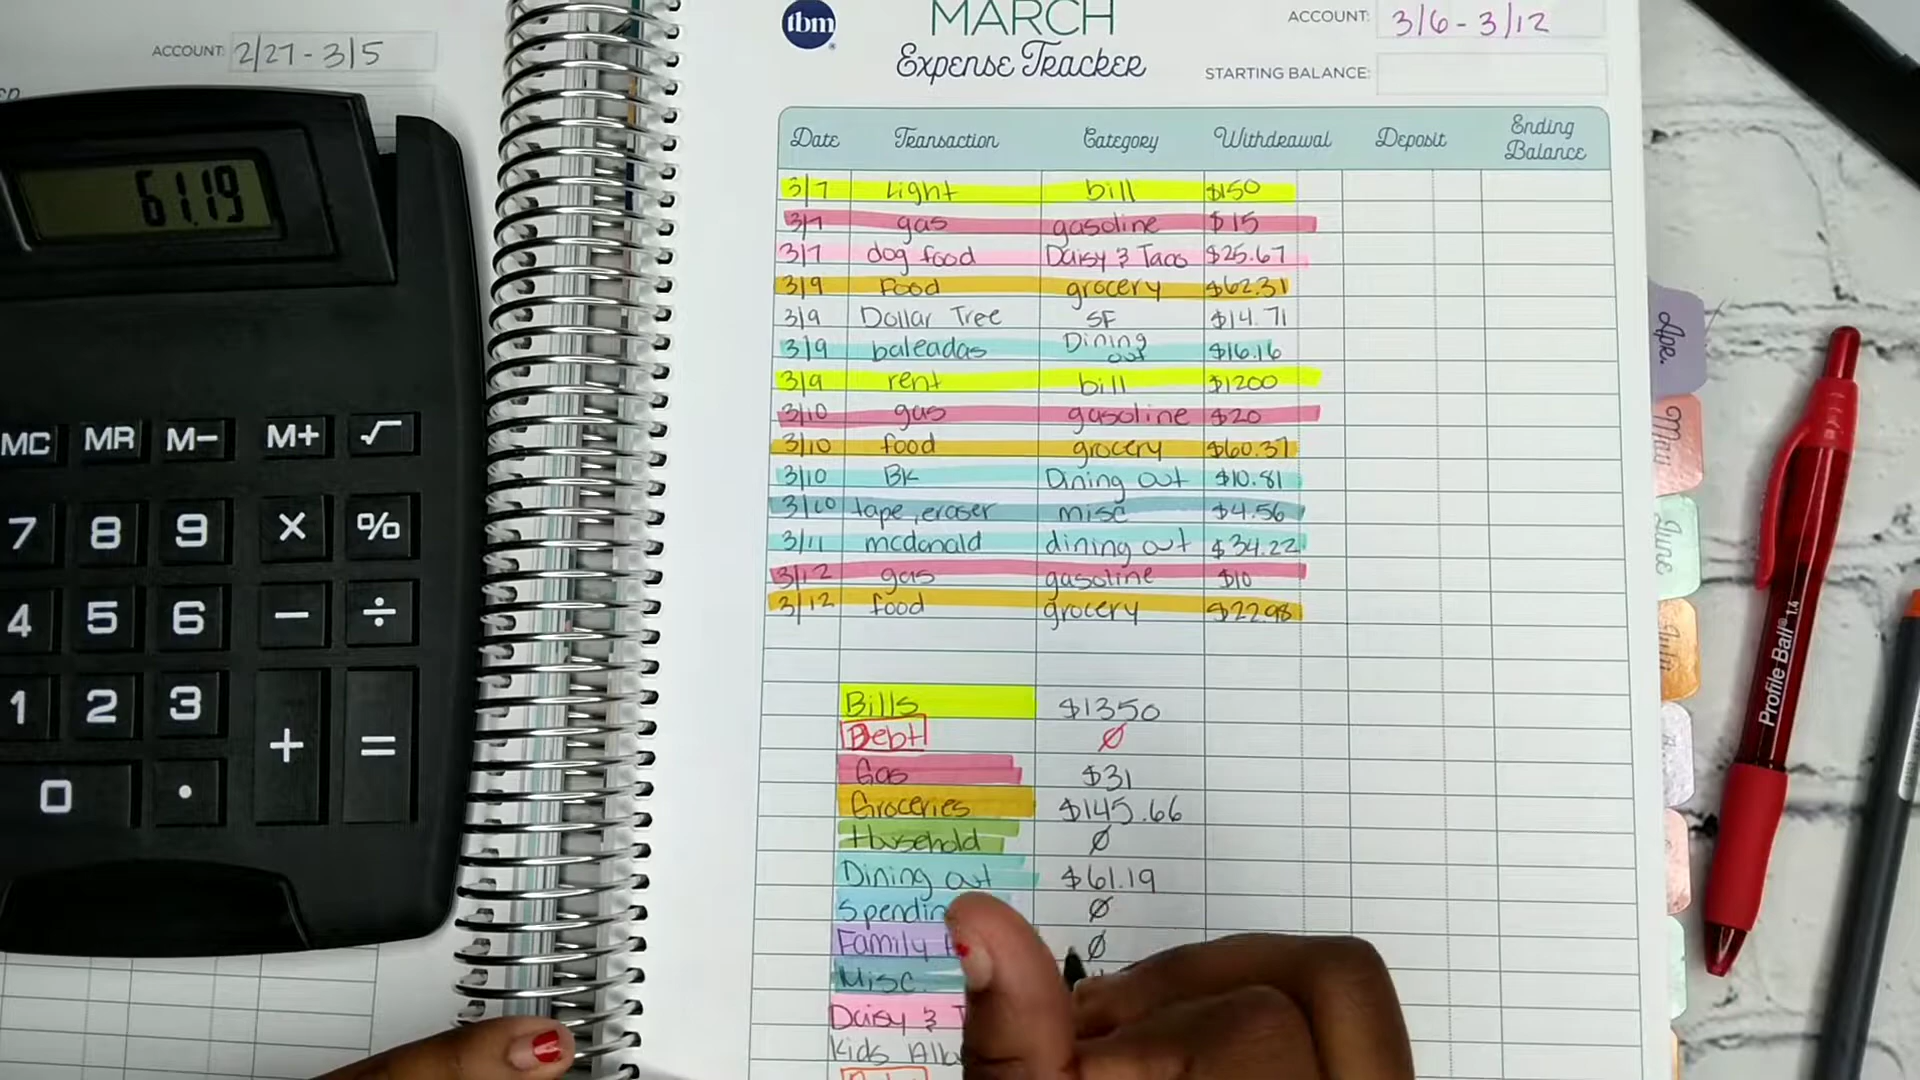 ACCOUNT: 2/27 - 3/5
tbm
MARCH
Expense Tracker
ACCOUNT: 3/6 - 3/12
STARTING BALANCE:
Date Transaction Category Withdrawal Deposit Ending Balance
3/7 Light bill $150
3/7 gas gasoline $15
3/7 dog food Daisy & Taco $25.67
3/9 Food grocery $62.31
3/9 Dollar Tree SF $14.71
3/9 baleadas Dining out $16.16
3/9 rent bill $1200
3/10 gas gasoline $20
3/10 food grocery $60.37
3/10 BK Dining out $10.81
3/10 tape, eraser misc $4.56
3/11 mcdonald dining out $34.22
3/12 gas gasoline $10
3/12 food grocery $22.98
Bills $1350
Debt Ø
Gas $31
Groceries $145.66
Household Ø
Dining out $61.19
Spendin Ø
Family Ø
Misc.
Daisy &
Kids
61.19
MC MR M- M+ √
7 8 9 X %
4 5 6 - ÷
1 2 3 + =
0 .
Apr.
May
June
July
Profile Ball® 1.4